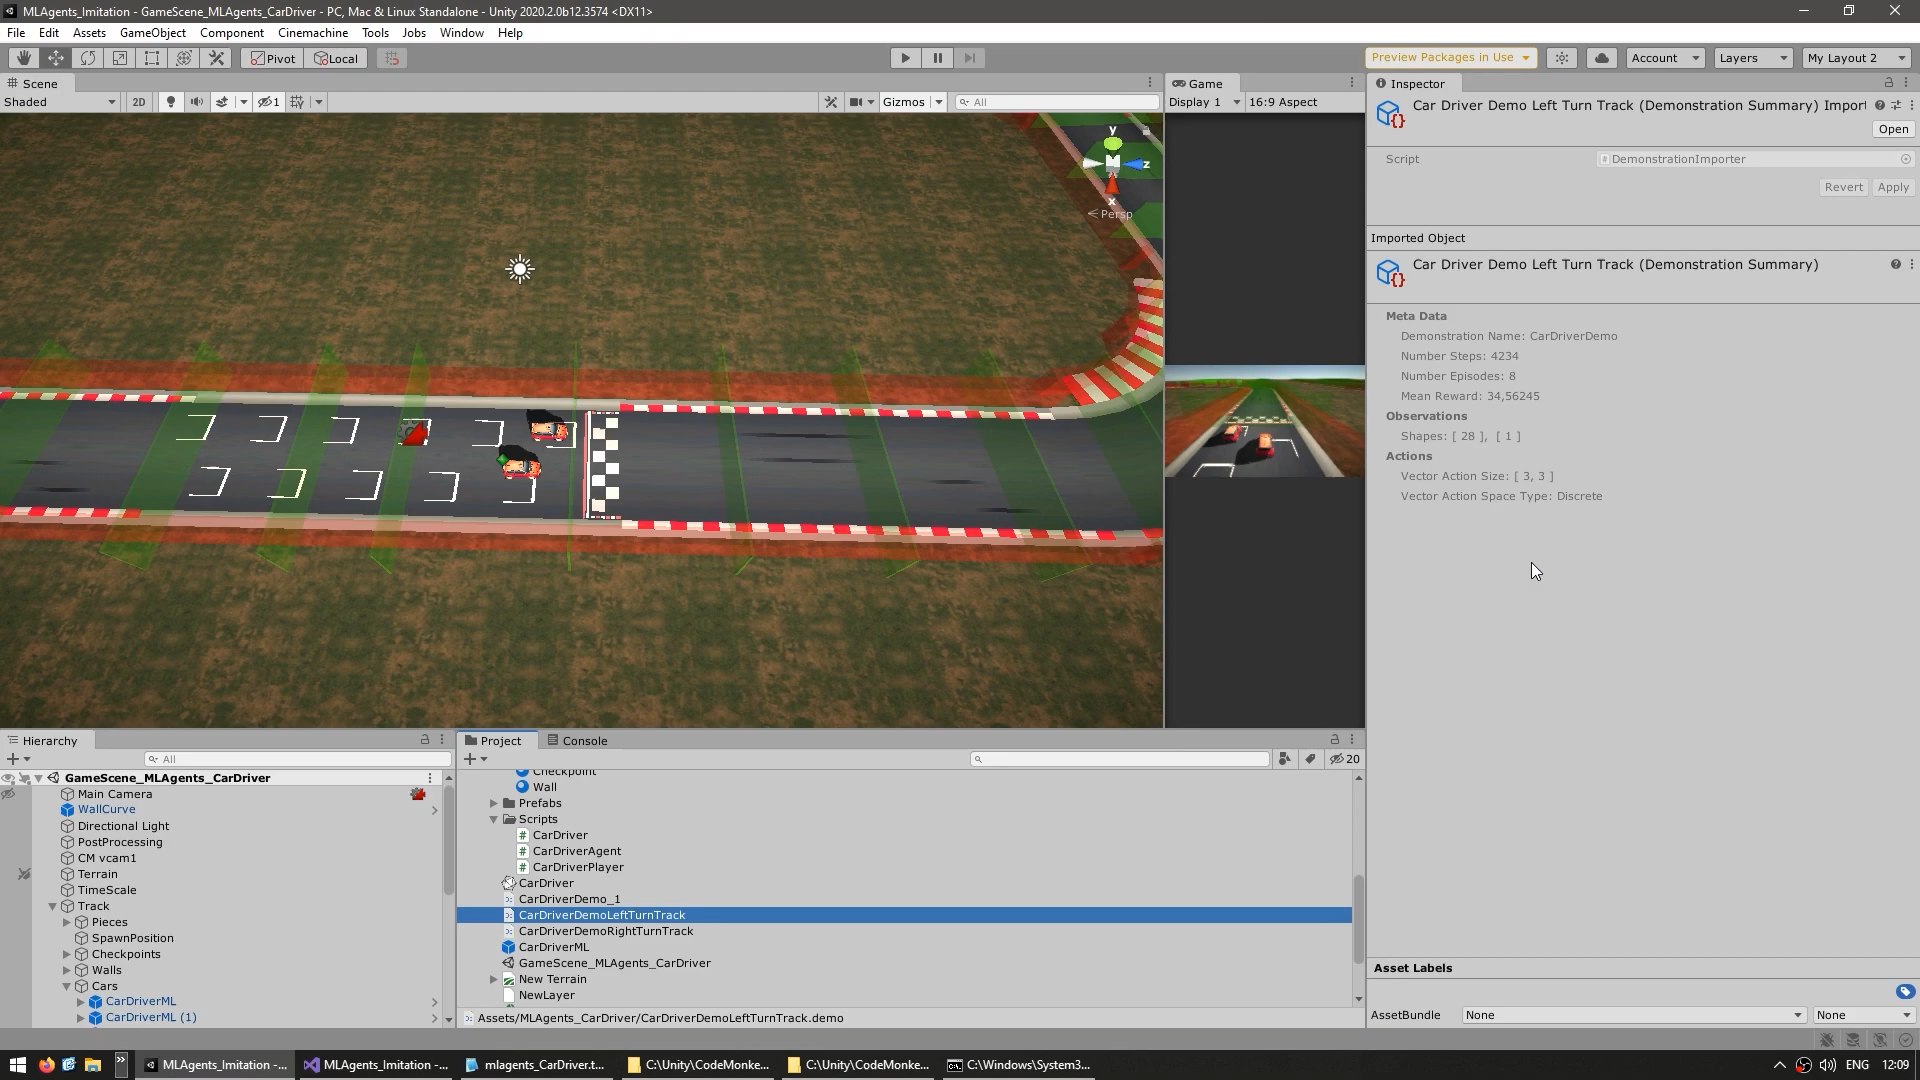 MLAgents_Imitation - GameScene_MLAgents_CarDriver - PC, Mac & Linux Standalone - Unity 2020.2.0b12.3574 <DX11>
File Edit Assets GameObject Component Cinemachine Tools Jobs Window Help
Pivot Local Preview Packages in Use Account Layers My Layout 2
Scene
Shaded 2D 1 Gizmos All
y
z
x
Persp
Game
Display 1 16:9 Aspect
Inspector
Car Driver Demo Left Turn Track (Demonstration Summary) Import
Open
Script DemonstrationImporter
Revert Apply
Imported Object
Car Driver Demo Left Turn Track (Demonstration Summary)
Meta Data
Demonstration Name: CarDriverDemo
Number Steps: 4234
Number Episodes: 8
Mean Reward: 34,56245
Observations
Shapes: [ 28 ], [ 1 ]
Actions
Vector Action Size: [ 3, 3 ]
Vector Action Space Type: Discrete
Asset Labels
AssetBundle None None
Hierarchy
All
GameScene_MLAgents_CarDriver
Main Camera
WallCurve
Directional Light
PostProcessing
CM vcam1
Terrain
TimeScale
Track
Pieces
SpawnPosition
Checkpoints
Walls
Cars
CarDriverML
CarDriverML (1)
Project Console
20
Checkpoint
Wall
Prefabs
Scripts
CarDriver
CarDriverAgent
CarDriverPlayer
CarDriver
CarDriverDemo_1
CarDriverDemoLeftTurnTrack
CarDriverDemoRightTurnTrack
CarDriverML
GameScene_MLAgents_CarDriver
New Terrain
NewLayer
Assets/MLAgents_CarDriver/CarDriverDemoLeftTurnTrack.demo
MLAgents_Imitation -... MLAgents_Imitation -... mlagents_CarDriver.t... C:\Unity\CodeMonke... C:\Unity\CodeMonke... C:\Windows\System3... ENG 12:09